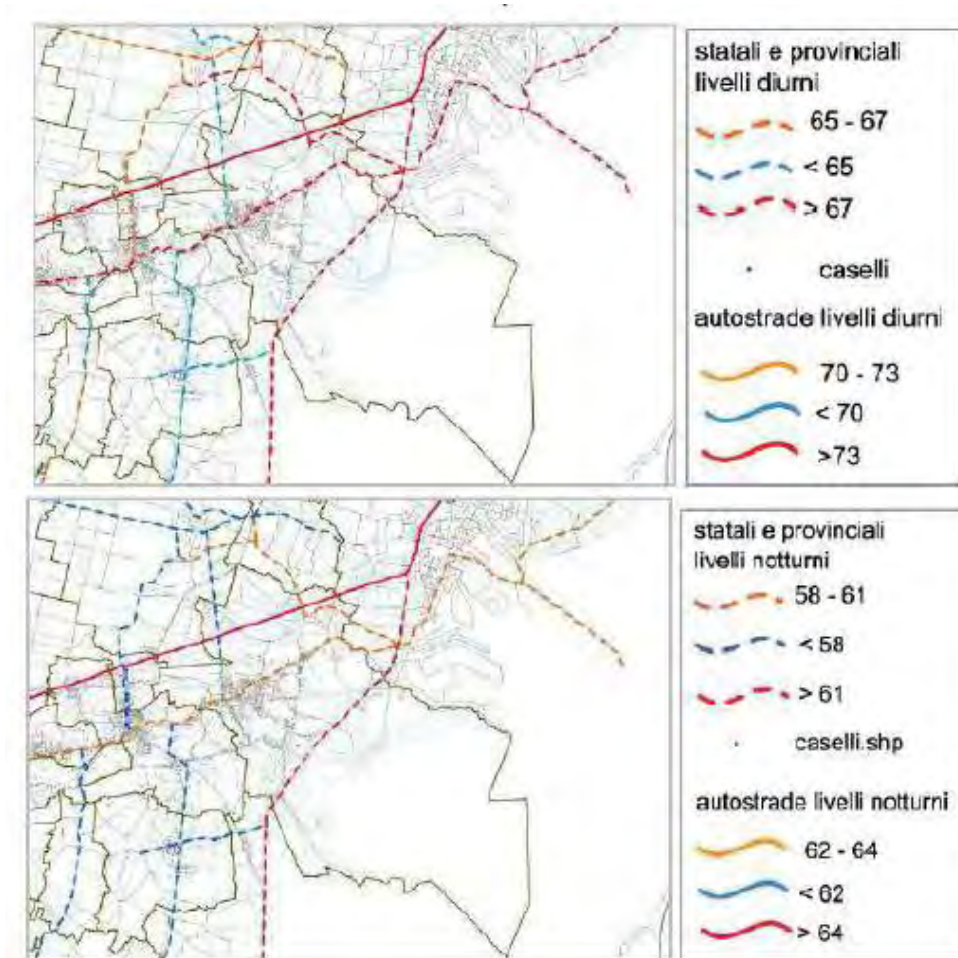 statali e provinciali
livelli diurni
65 - 67
< 65
> 67
caselli
autostrade livelli diurni
70 - 73
< 70
>73
statali e provinciali
livelli notturni
58 - 61
<58
> 61
caselli.shp
autostrade livelli notturni
62 - 64
< 62
> 64